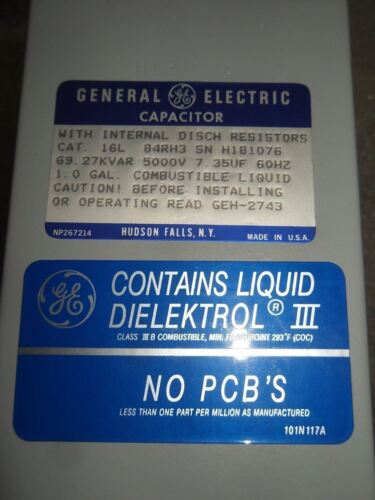 GENERAL GE ELECTRIC
CAPACITOR
WITH INTERNAL DISCH RESISTORS
CAT. 16L 84RH3 SN H181076
69.27KVAR 5000V 7.35UF 60HZ
1.0 GAL. COMBUSTIBLE LIQUID
CAUTION! BEFORE INSTALLING
OR OPERATING READ GEH-2743
NP267214 HUDSON FALLS, N.Y. MADE IN U.S.A.
GE CONTAINS LIQUID
DIELEKTROL® III
CLASS III B COMBUSTIBLE, MIN. FLASHPOINT 293°F (COC)
NO PCB'S
LESS THAN ONE PART PER MILLION AS MANUFACTURED
101N117A